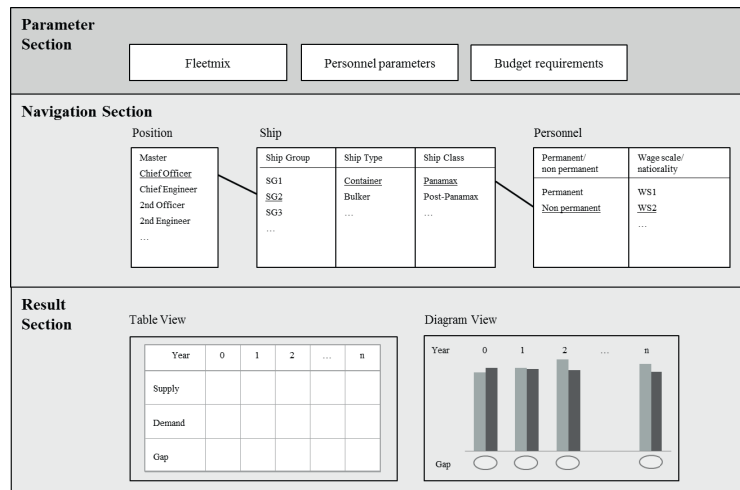 Parameter
Section
Fleetmix
Personnel parameters
Budget requirements
Navigation Section
Position
Ship
Personnel
Master
Chief Officer
Chief Engineer
2nd Officer
2nd Engineer
…
Ship Group
SG1
SG2
SG3
…
Ship Type
Container
Bulker
…
Ship Class
Panamax
Post-Panamax
…
Permanent/
non permanent
Permanent
Non permanent
Wage scale/
nationality
WS1
WS2
…
Result
Section
Table View
Year 0 1 2 … n
Supply
Demand
Gap
Diagram View
Year 0 1 2 … n
Gap